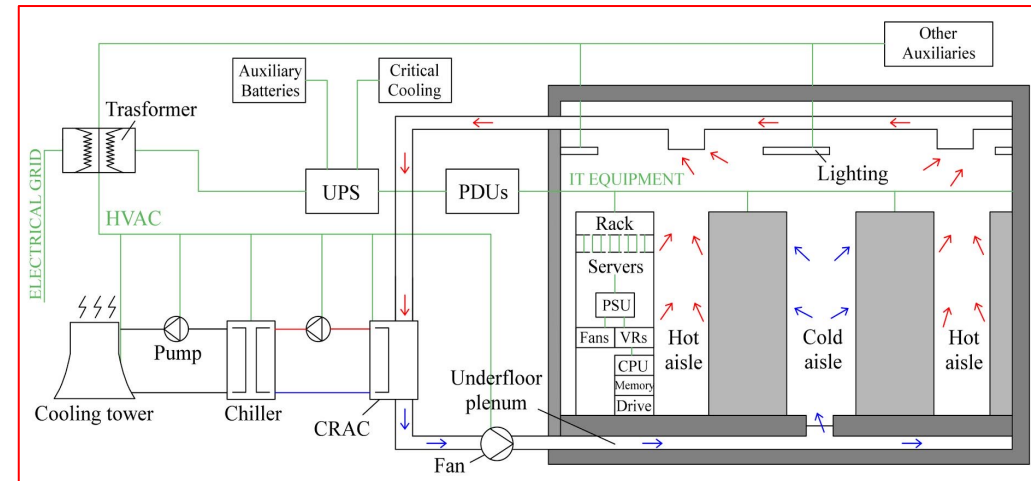 Other
Auxiliaries
Auxiliary
Batteries
Critical
Cooling
Trasformer
ELECTRICAL GRID
UPS
PDUs
IT EQUIPMENT
Lighting
HVAC
Rack
Servers
PSU
Fans
VRs
CPU
Memory
Drive
Hot
aisle
Cold
aisle
Hot
aisle
Pump
Cooling tower
Chiller
CRAC
Underfloor
plenum
Fan